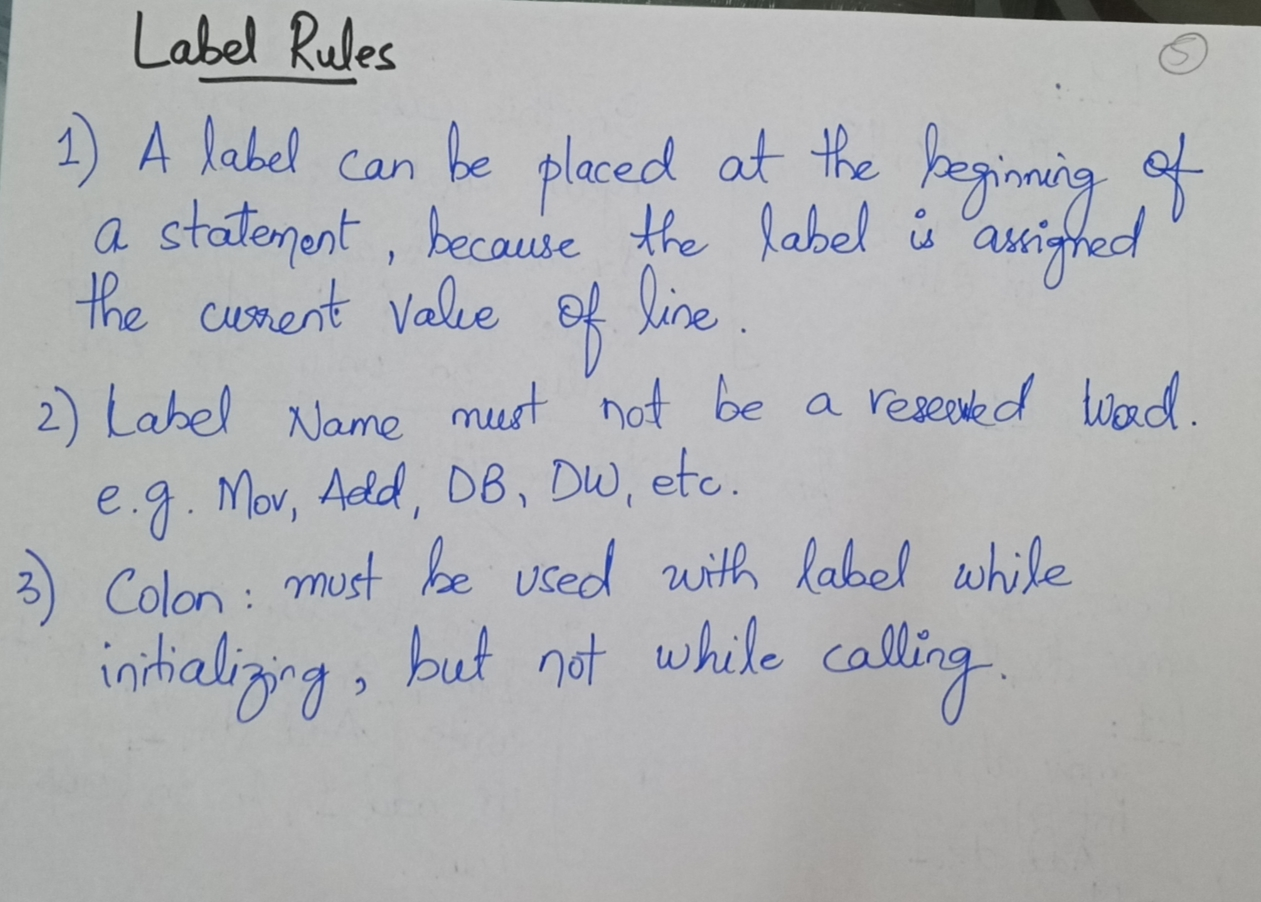 Label Rules
5
1) A label can be placed at the beginning of
a statement, because the label is assigned
the current value of line.
2) Label Name must not be a reserved word.
e.g. Mov, Add, DB, DW, etc.
3) Colon: must be used with label while
initializing, but not while calling.